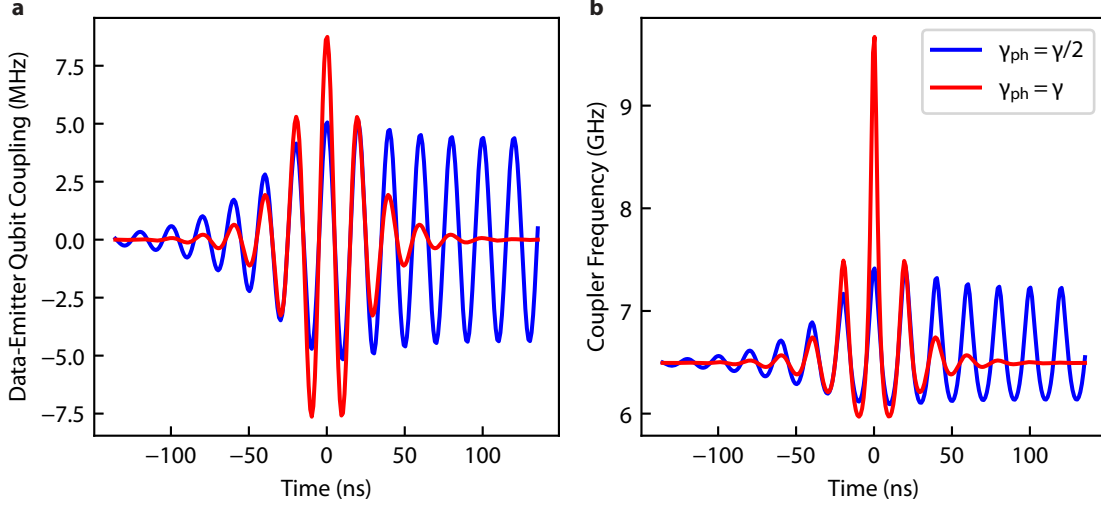 a
7.5
5.0
2.5
0.0
−2.5
−5.0
−7.5
Data-Emitter Qubit Coupling (MHz)
−100
−50
0
50
100
Time (ns)
b
9
8
7
6
Coupler Frequency (GHz)
−100
−50
0
50
100
Time (ns)
γph = γ/2
γph = γ